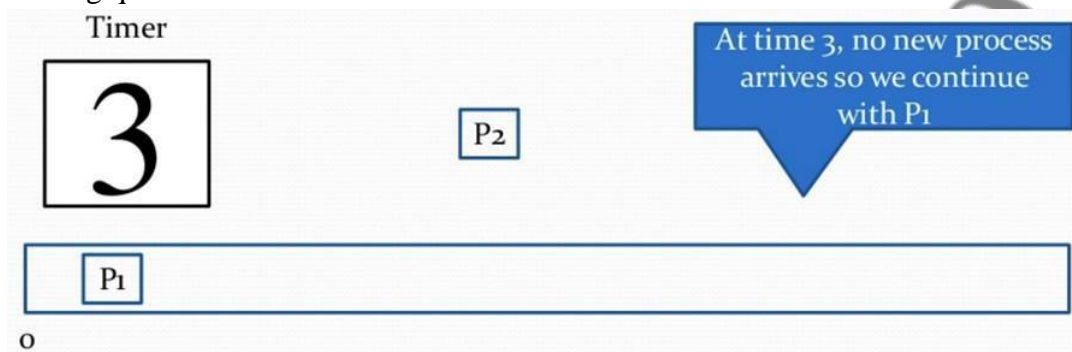 Timer
3
At time 3, no new process
arrives so we continue
with P1
P2
P1
0